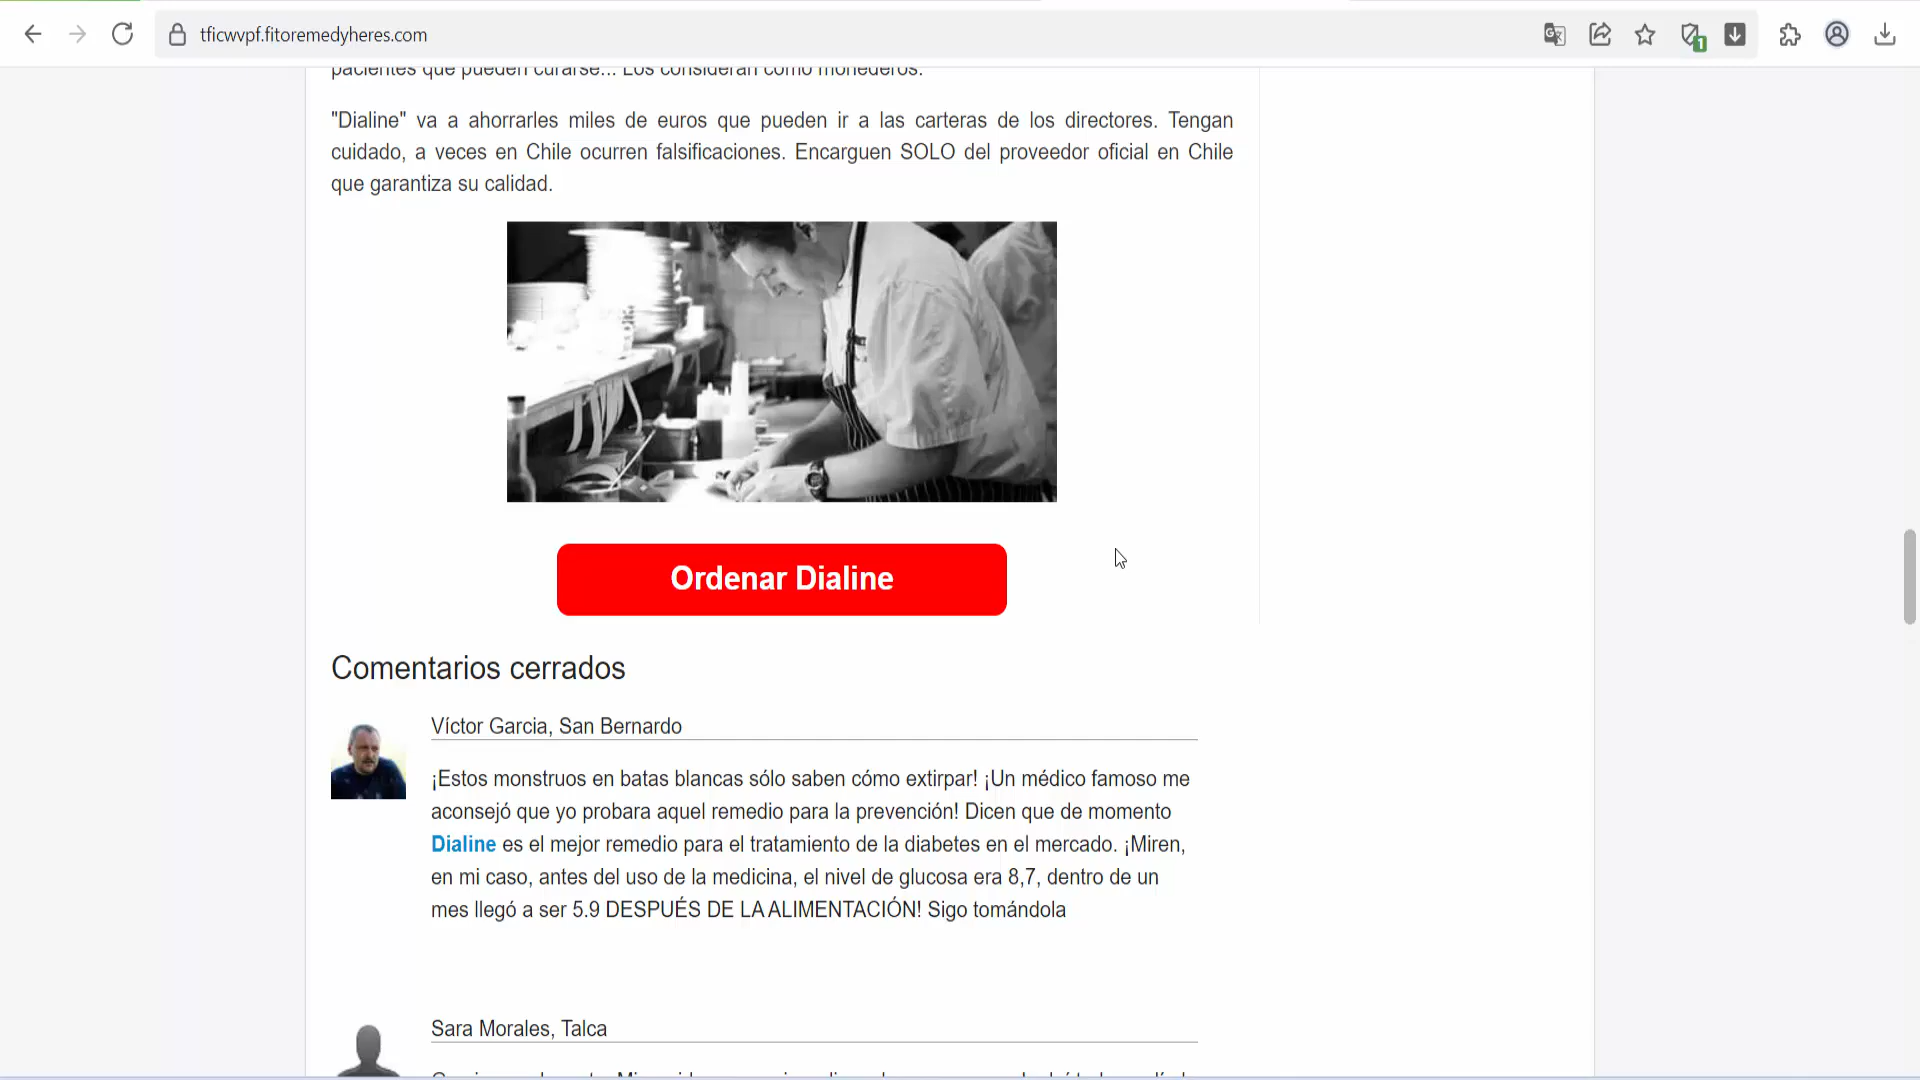 tficwvpf.fitoremedyheres.com
pacientes que pueden curarse... Los consideran como monederos.
"Dialine" va a ahorrarles miles de euros que pueden ir a las carteras de los directores. Tengan
cuidado, a veces en Chile ocurren falsificaciones. Encarguen SOLO del proveedor oficial en Chile
que garantiza su calidad.
Ordenar Dialine
Comentarios cerrados
Víctor Garcia, San Bernardo
¡Estos monstruos en batas blancas sólo saben cómo extirpar! ¡Un médico famoso me
aconsejó que yo probara aquel remedio para la prevención! Dicen que de momento
Dialine es el mejor remedio para el tratamiento de la diabetes en el mercado. ¡Miren,
en mi caso, antes del uso de la medicina, el nivel de glucosa era 8,7, dentro de un
mes llegó a ser 5.9 DESPUÉS DE LA ALIMENTACIÓN! Sigo tomándola
Sara Morales, Talca